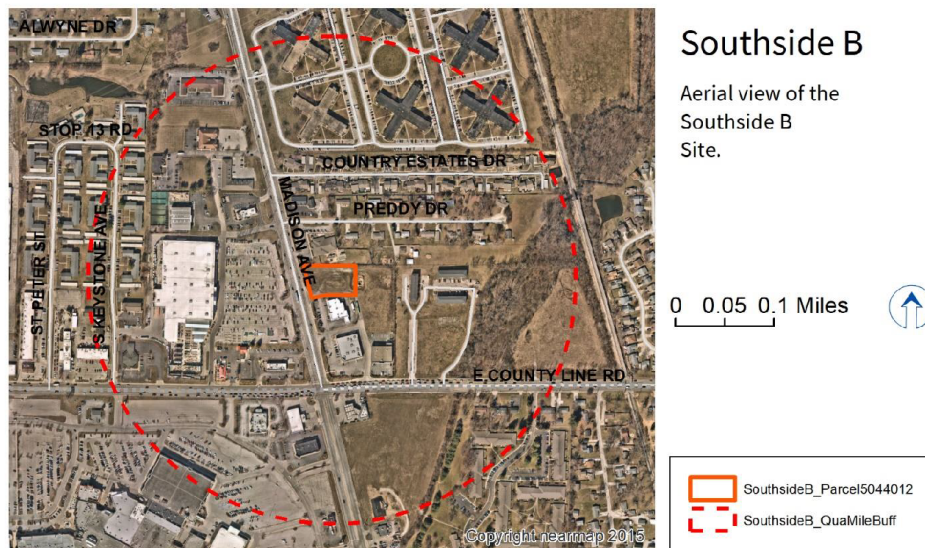 ALWYNE DR
STOP 13 RD
COUNTRY ESTATES DR
PREDDY DR
MADISON AVE
S KEYSTONE AVE
ST PETER ST
E COUNTY LINE RD
Copyright nearmap 2015
Southside B
Aerial view of the
Southside B
Site.
0 0.05 0.1 Miles
SouthsideB_Parcel5044012
SouthsideB_QuaMileBuff